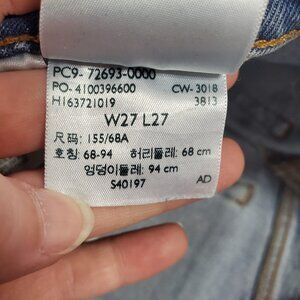 PC9- 72693-0000
PO- 4100396600 CW- 3018
H163721019 3813
W27 L27
尺码: 155/68A
호칭: 68-94 허리둘레: 68 cm
엉덩이둘레: 94 cm
S40197 AD